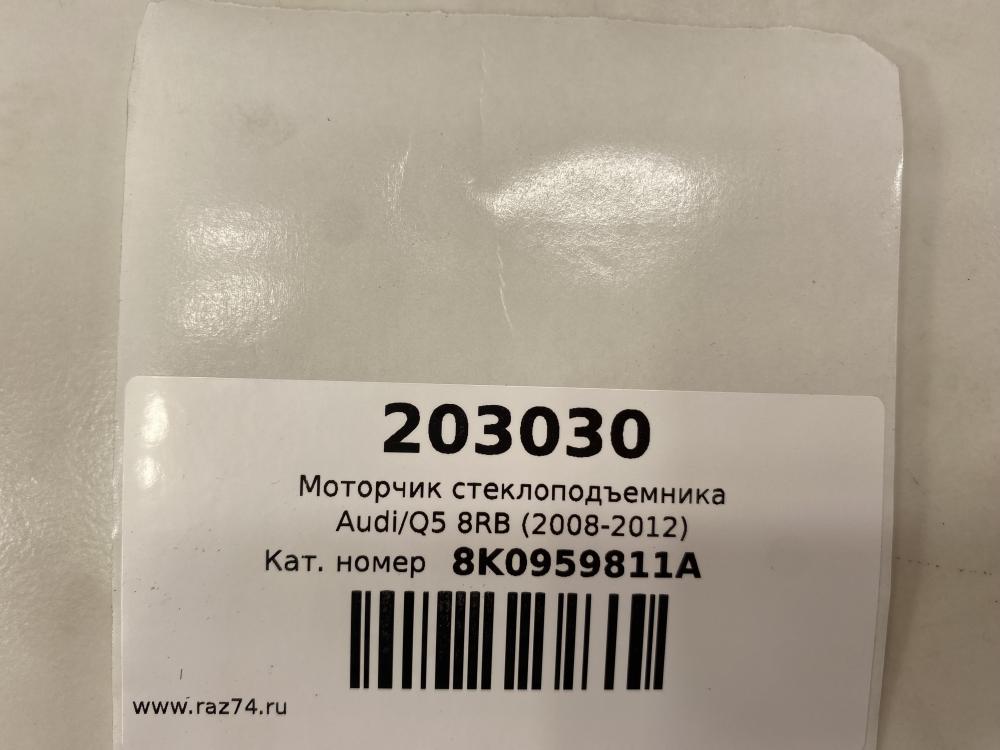 203030
Моторчик стеклоподъемника
Audi/Q5 8RB (2008-2012)
Кат. номер 8K0959811A
www.raz74.ru